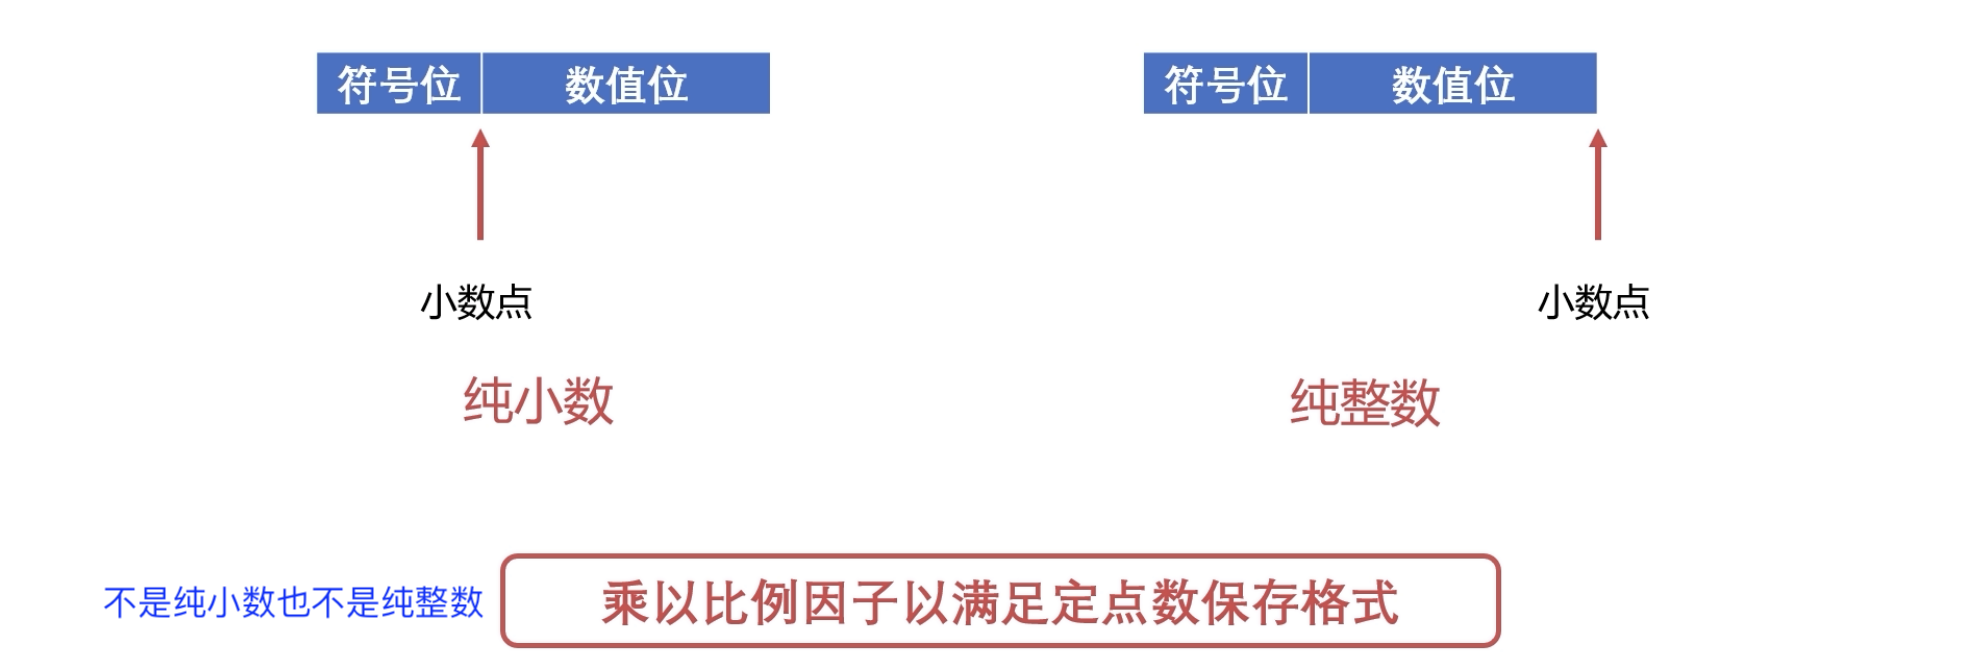 符号位 数值位
符号位 数值位
小数点
小数点
纯小数
纯整数
不是纯小数也不是纯整数
乘以比例因子以满足定点数保存格式